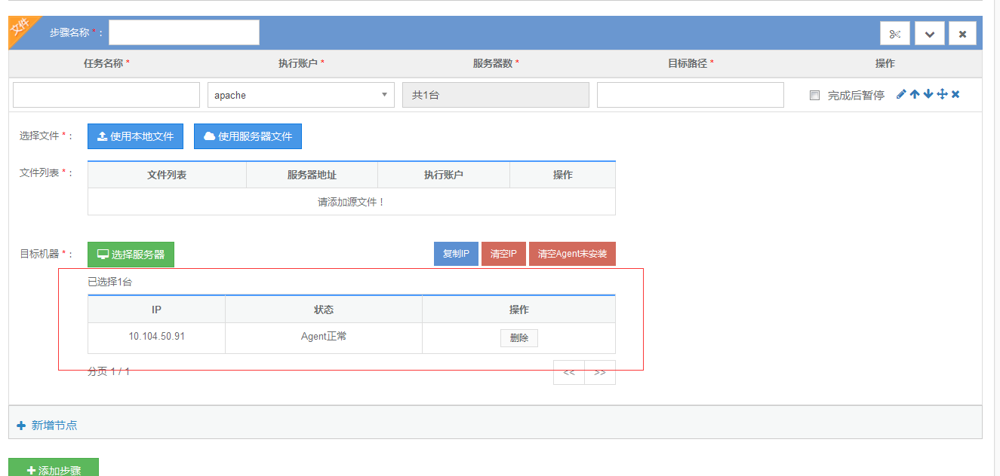 文件
步骤名称 * ：
任务名称 * 执行账户 * 服务器数 * 目标路径 * 操作
apache 共1台 完成后暂停
选择文件 * ： 使用本地文件 使用服务器文件
文件列表 * ： 文件列表 服务器地址 执行账户 操作
请添加源文件！
目标机器 * ： 选择服务器 复制IP 清空IP 清空Agent未安装
已选择1台
IP 状态 操作
10.104.50.91 Agent正常 删除
分页 1 / 1 << >>
新增节点
添加步骤